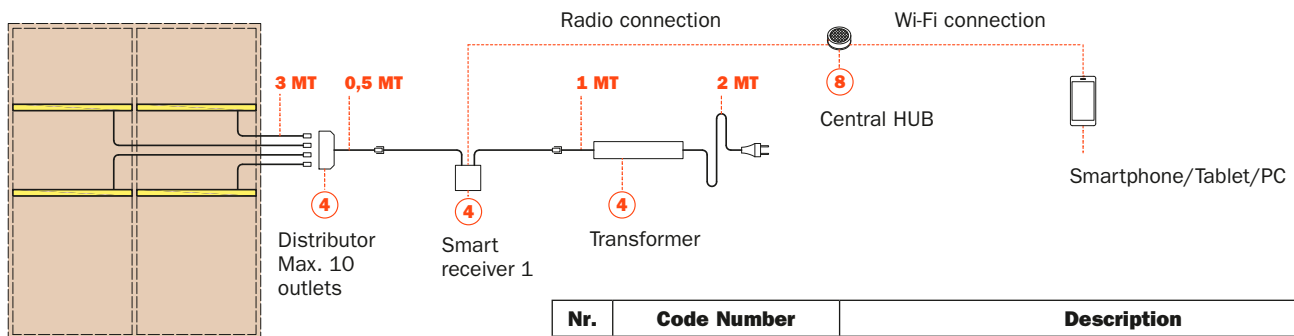 Radio connection
Wi-Fi connection
3 MT
0,5 MT
1 MT
2 MT
8
Central HUB
Smartphone/Tablet/PC
4
4
4
Distributor
Max. 10
outlets
Smart
receiver 1
Transformer
Nr.
Code Number
Description